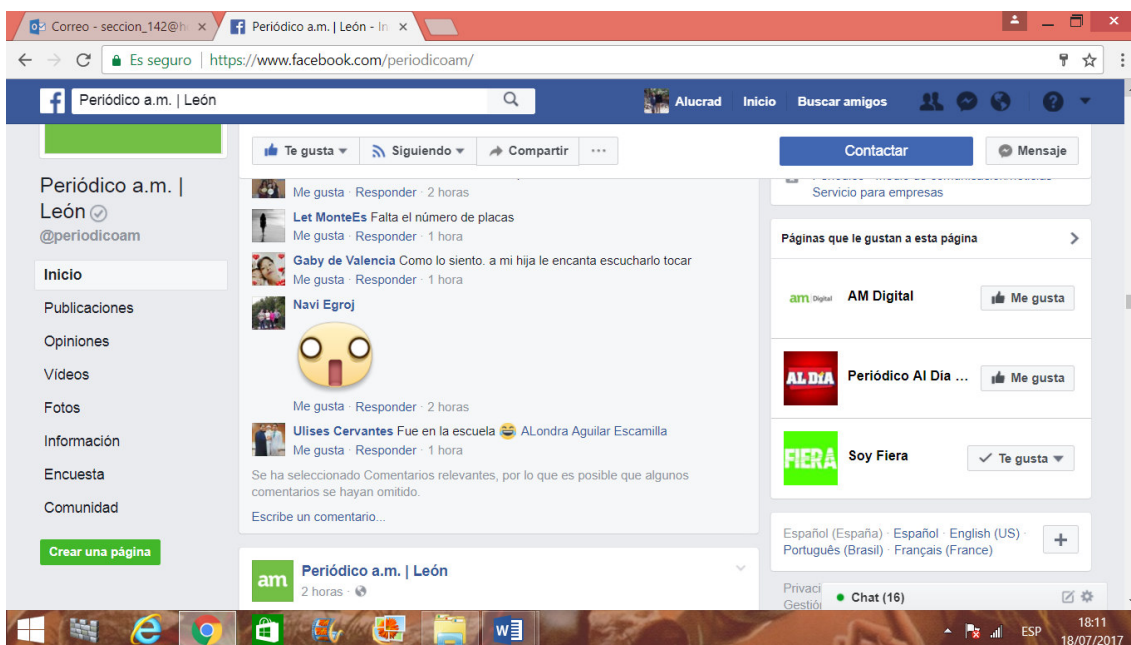 Correo - seccion_142@h
Periódico a.m. | León - In
Es seguro | https://www.facebook.com/periodicoam/
Periódico a.m. | León
Alucrad Inicio Buscar amigos
Te gusta Siguiendo Compartir ...
Contactar
Mensaje
Periódico a.m. |
León
@periodicoam
Inicio
Publicaciones
Opiniones
Vídeos
Fotos
Información
Encuesta
Comunidad
Crear una página
Me gusta · Responder · 2 horas
Let MonteEs Falta el número de placas
Me gusta · Responder · 1 hora
Gaby de Valencia Como lo siento. a mi hija le encanta escucharlo tocar
Me gusta · Responder · 1 hora
Navi Egroj
Me gusta · Responder · 2 horas
Ulises Cervantes Fue en la escuela 😂 ALondra Aguilar Escamilla
Me gusta · Responder · 1 hora
Se ha seleccionado Comentarios relevantes, por lo que es posible que algunos
comentarios se hayan omitido.
Escribe un comentario...
am
Periódico a.m. | León
2 horas ·
Servicio para empresas
Páginas que le gustan a esta página
am Digital
AM Digital
Me gusta
AL DÍA
Periódico Al Dia ...
Me gusta
FIERA
Soy Fiera
Te gusta
Español (España) · Español · English (US) ·
Português (Brasil) · Français (France)
Privaci
Gestió
Chat (16)
ESP
18:11
18/07/2017